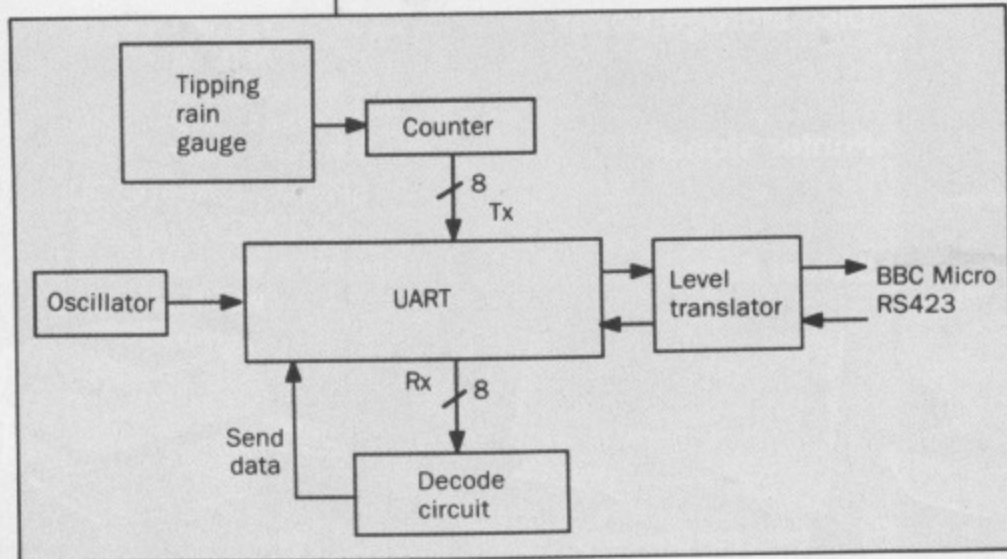 Tipping
rain
gauge
Counter
8
Tx
Oscillator
UART
Level
translator
BBC Micro
RS423
Rx
8
Send
data
Decode
circuit